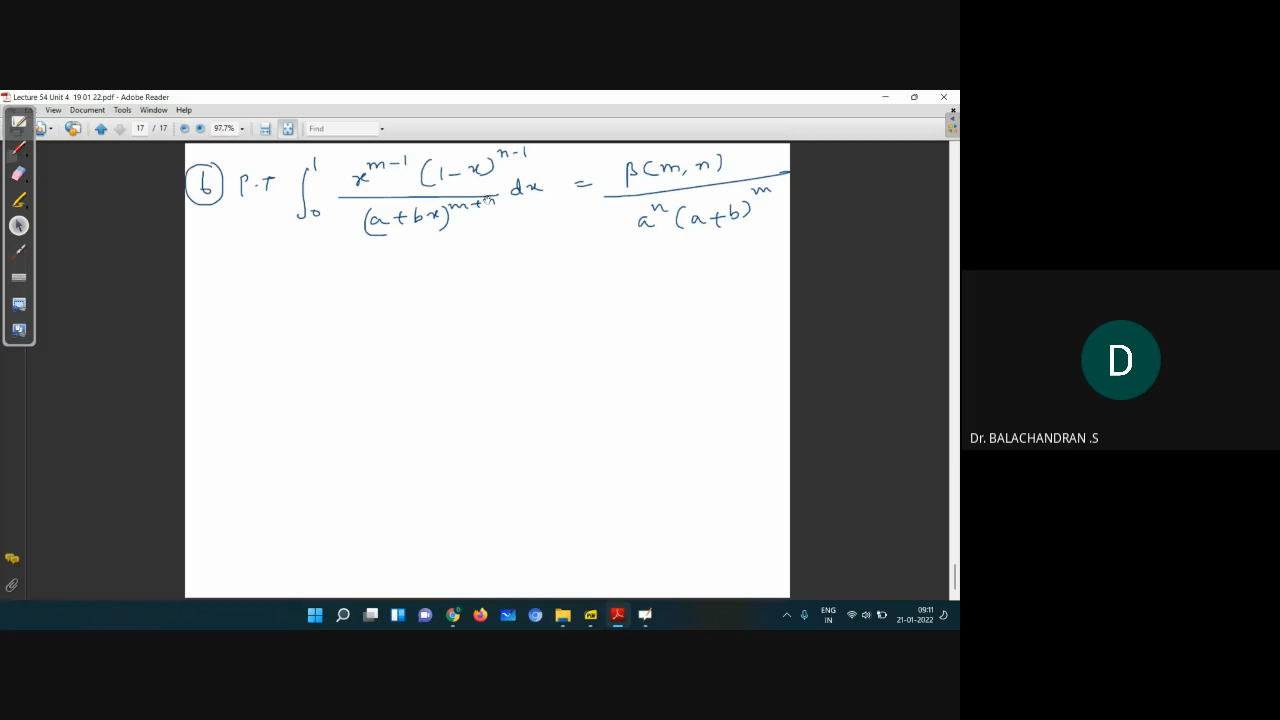 Lecture 54 Unit 4 19 01 22.pdf - Adobe Reader
View Document Tools Window Help
17 / 17 97.7% Find
6 P.T ∫₀¹ x^{m-1} (1-x)^{n-1} / (a+bx)^{m+n} dx = β(m, n) / a^n (a+b)^m
D
Dr. BALACHANDRAN .S
ENG
IN
09:11
21-01-2022